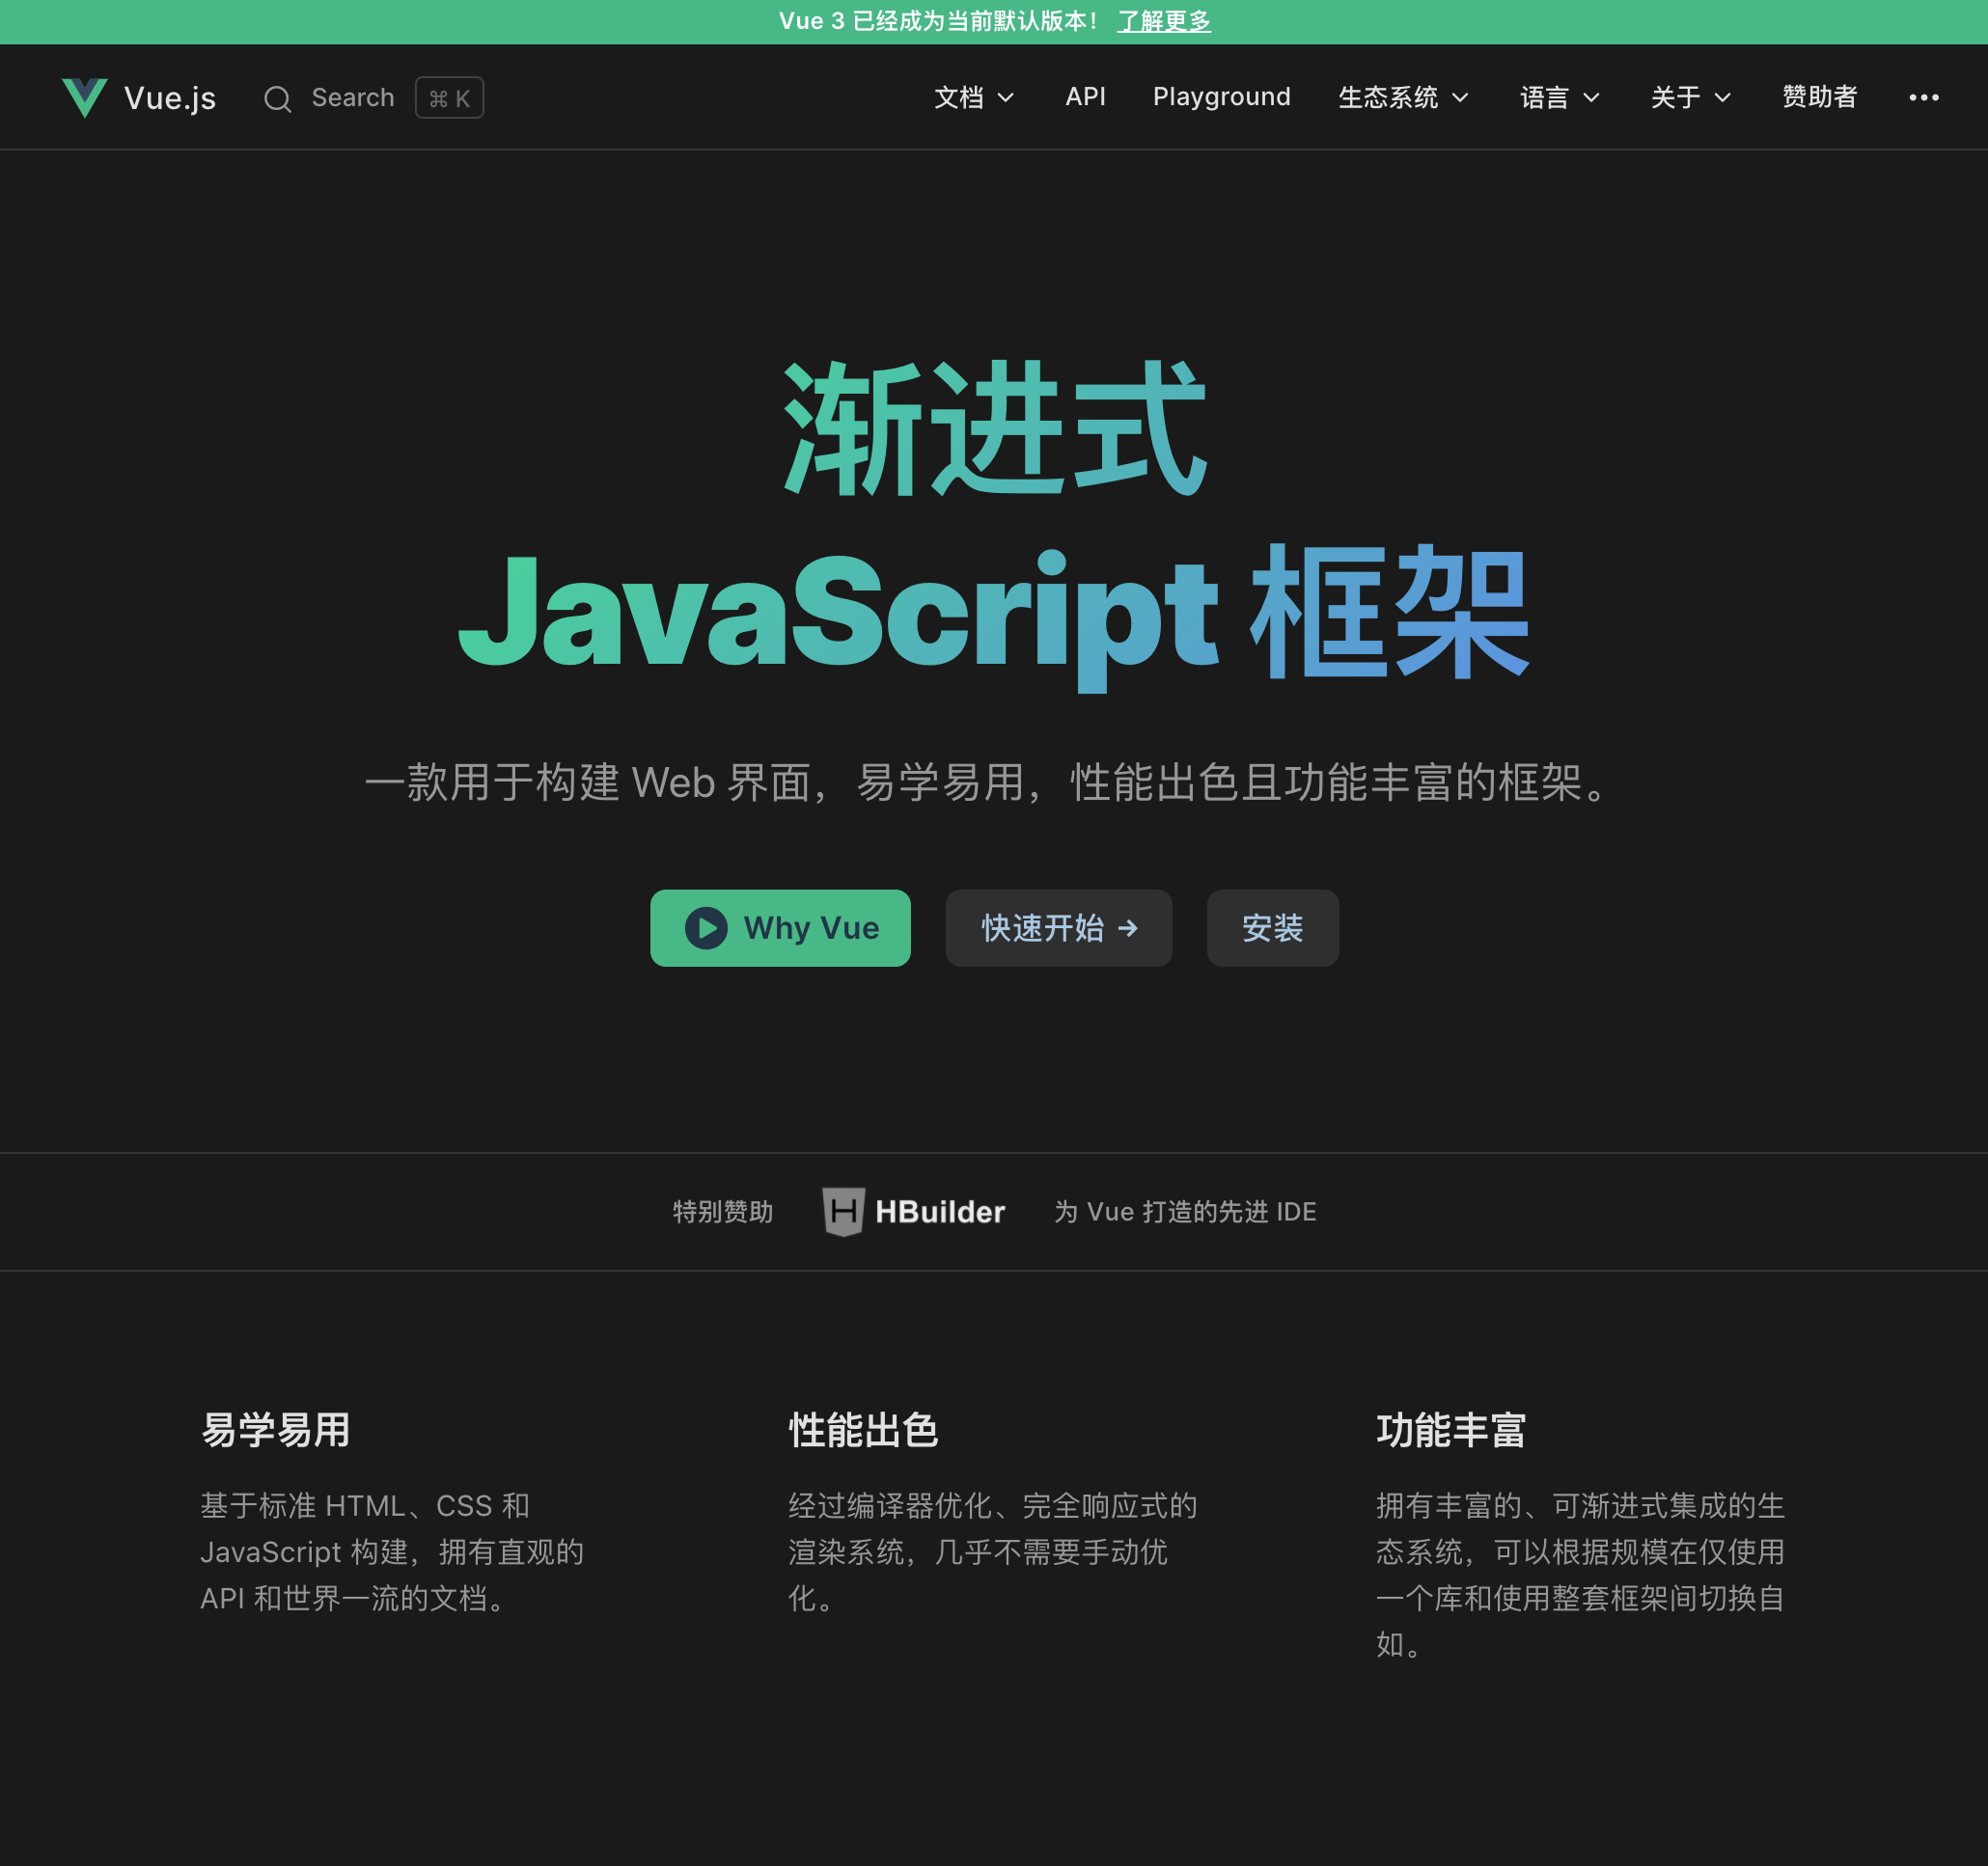 Vue 3 已经成为当前默认版本！ 了解更多
Vue.js Search ⌘ K 文档 API Playground 生态系统 语言 关于 赞助者
渐进式
JavaScript 框架
一款用于构建 Web 界面，易学易用，性能出色且功能丰富的框架。
Why Vue 快速开始 → 安装
特别赞助 H HBuilder 为 Vue 打造的先进 IDE
易学易用
基于标准 HTML、CSS 和
JavaScript 构建，拥有直观的
API 和世界一流的文档。
性能出色
经过编译器优化、完全响应式的
渲染系统，几乎不需要手动优
化。
功能丰富
拥有丰富的、可渐进式集成的生
态系统，可以根据规模在仅使用
一个库和使用整套框架间切换自
如。